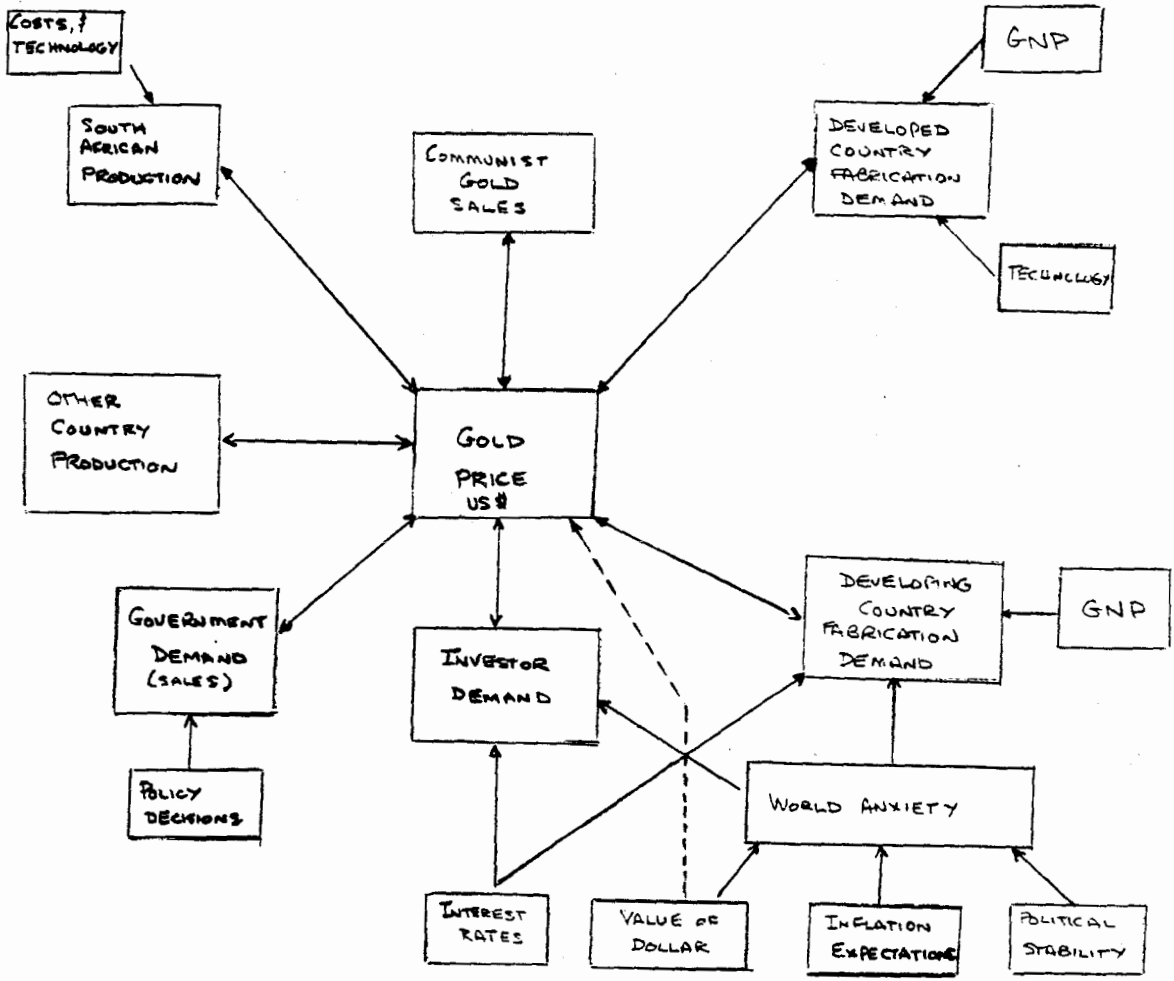 COSTS, &
TECHNOLOGY
GNP
SOUTH
AFRICAN
PRODUCTION
COMMUNIST
GOLD
SALES
DEVELOPED
COUNTRY
FABRICATION
DEMAND
TECHNOLOGY
OTHER
COUNTRY
PRODUCTION
GOLD
PRICE
US $
GOVERNMENT
DEMAND
(SALES)
INVESTOR
DEMAND
DEVELOPING
COUNTRY
FABRICATION
DEMAND
GNP
POLICY
DECISIONS
WORLD ANXIETY
INTEREST
RATES
VALUE OF
DOLLAR
INFLATION
EXPECTATIONS
POLITICAL
STABILITY